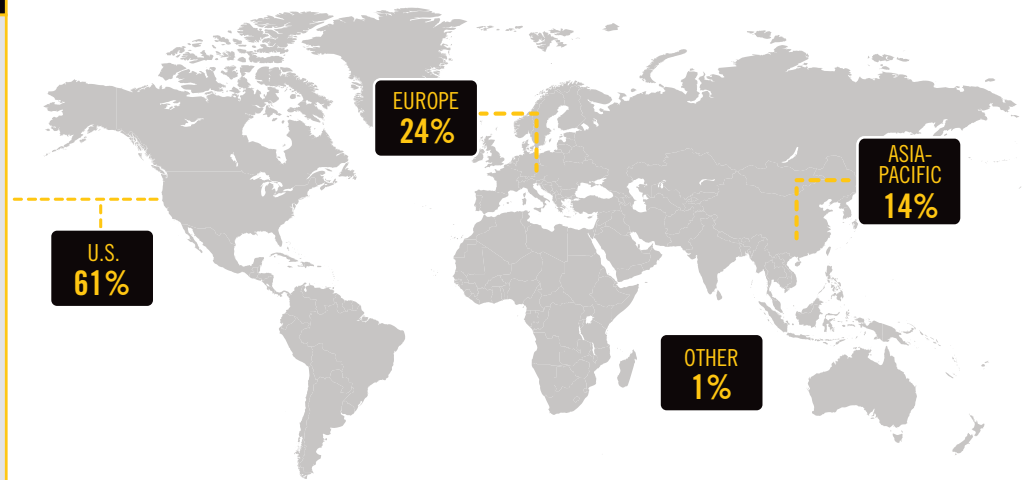 EUROPE
24%
ASIA-
PACIFIC
14%
U.S.
61%
OTHER
1%